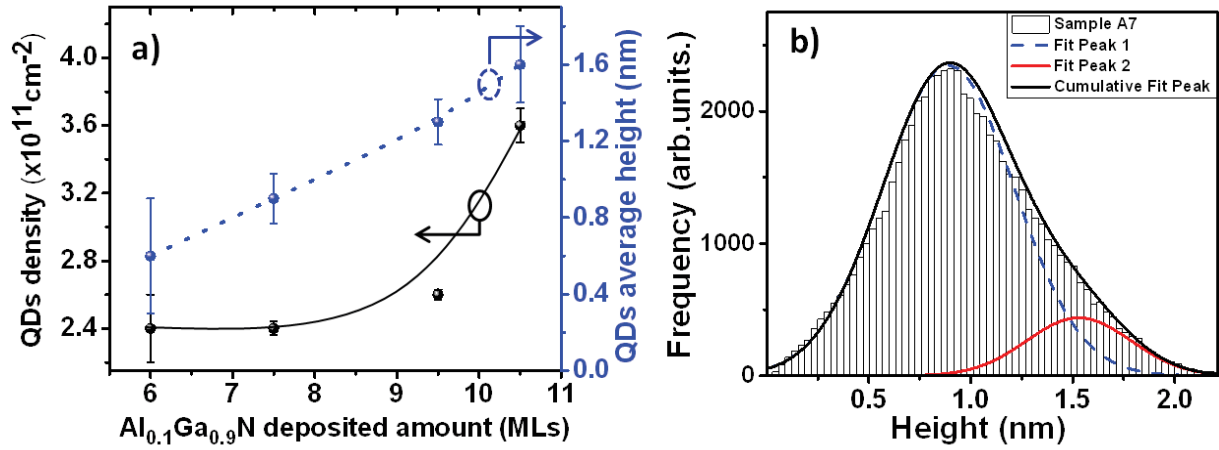 a)
QDs density (x10¹¹cm⁻²)
4.0
3.6
3.2
2.8
2.4
6 7 8 9 10 11
Al₀.₁Ga₀.₉N deposited amount (MLs)
1.6
1.2
0.8
0.4
0.0
QDs average height (nm)
b)
Sample A7
Fit Peak 1
Fit Peak 2
Cumulative Fit Peak
Frequency (arb.units.)
2000
1000
0
0.5 1.0 1.5 2.0
Height (nm)